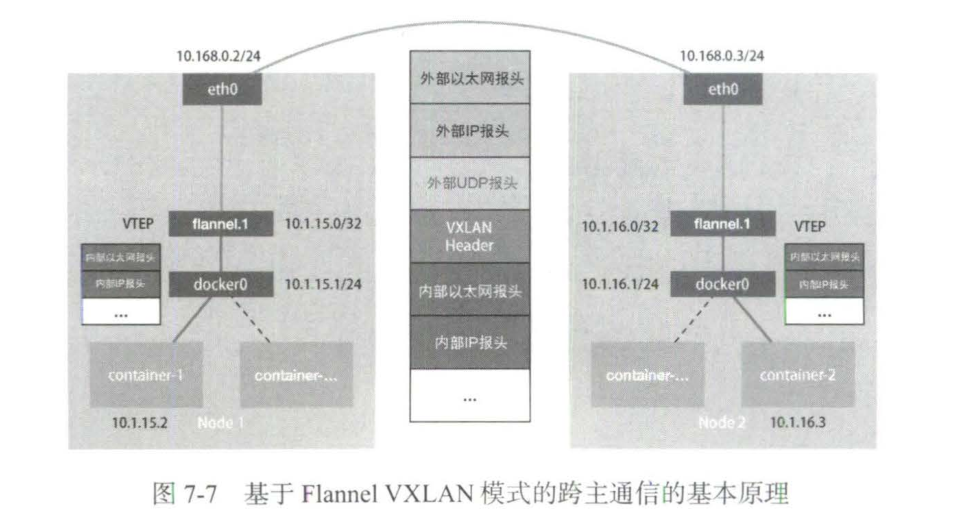 10.168.0.2/24
eth0
VTEP
flannel.1
10.1.15.0/32
内部以太网报头
内部IP报头
...
docker0
10.1.15.1/24
container-1
container-...
10.1.15.2
Node 1
外部以太网报头
外部IP报头
外部UDP报头
VXLAN
Header
内部以太网报头
内部IP报头
...
10.168.0.3/24
eth0
10.1.16.0/32
flannel.1
VTEP
10.1.16.1/24
docker0
内部以太网报头
内部IP报头
...
container-...
container-2
Node 2
10.1.16.3
图 7-7 基于 Flannel VXLAN 模式的跨主通信的基本原理